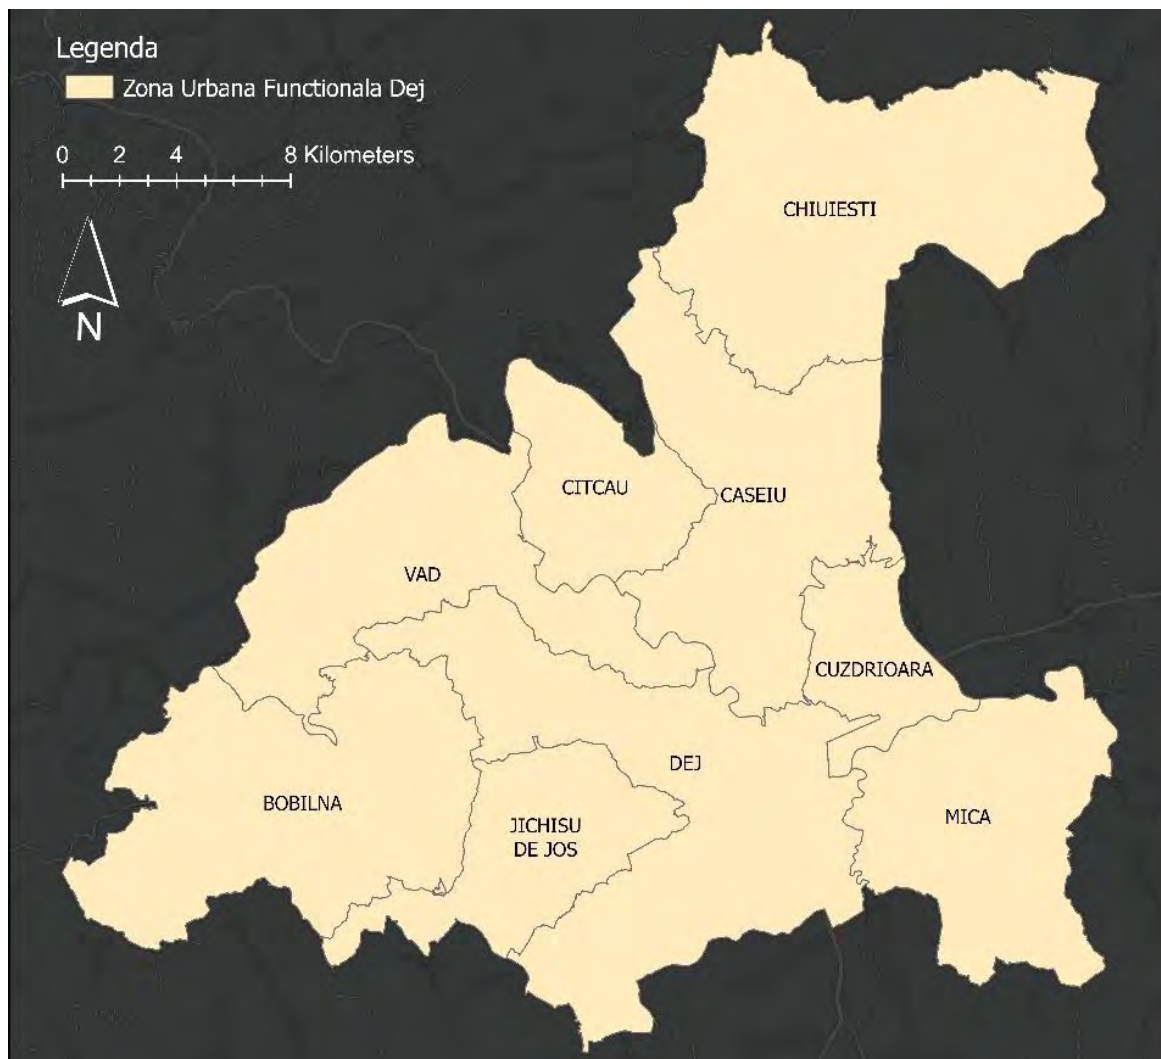 Legenda
Zona Urbana Functionala Dej
0 2 4 8 Kilometers
N
CHIUIESTI
CITCAU
CASEIU
VAD
CUZDRIOARA
DEJ
BOBILNA
JICHISU
DE JOS
MICA